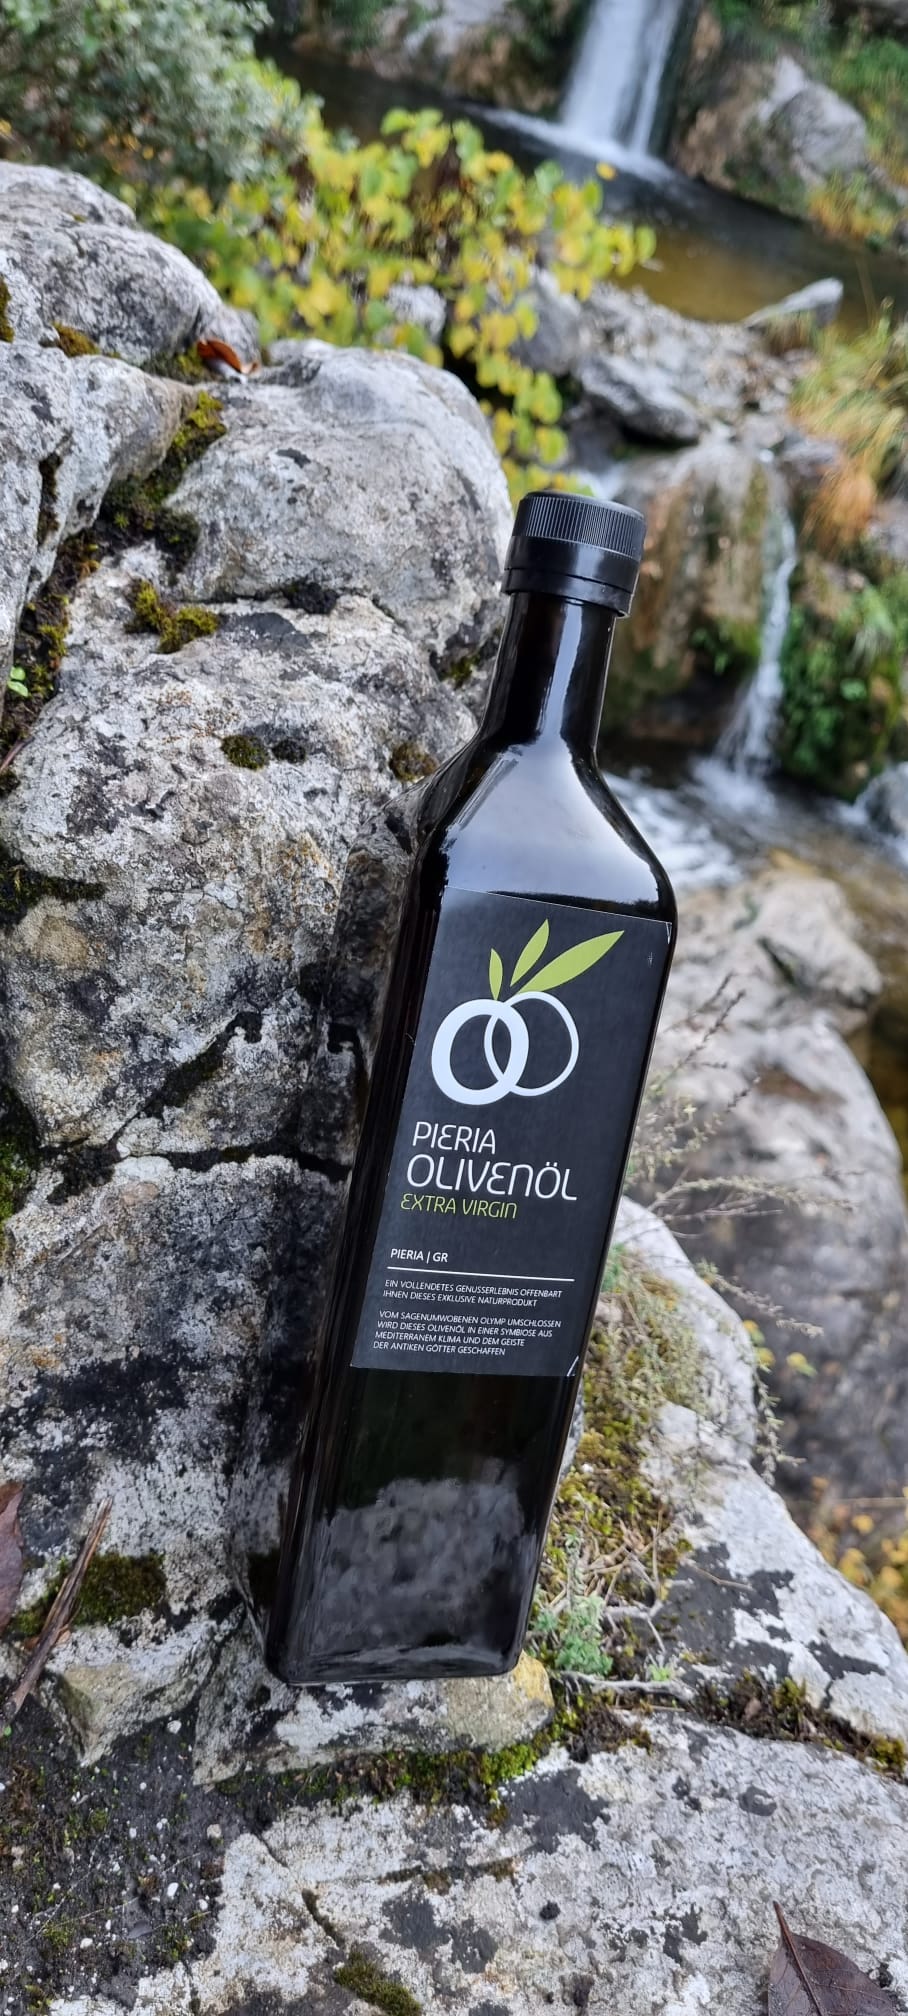 PIERIA
OLIVENÖL
EXTRA VIRGIN
PIERIA | GR
EIN VOLLENDETES GENUSSERLEBNIS OFFENBART
IHNEN DIESES EXKLUSIVE NATURPRODUKT
VOM SAGENUMWOBENEN OLYMP UMSCHLOSSEN
WIRD DIESES OLIVENÖL IN EINER SYMBIOSE AUS
MEDITERRANEM KLIMA UND DEM GEISTE
DER ANTIKEN GÖTTER GESCHAFFEN